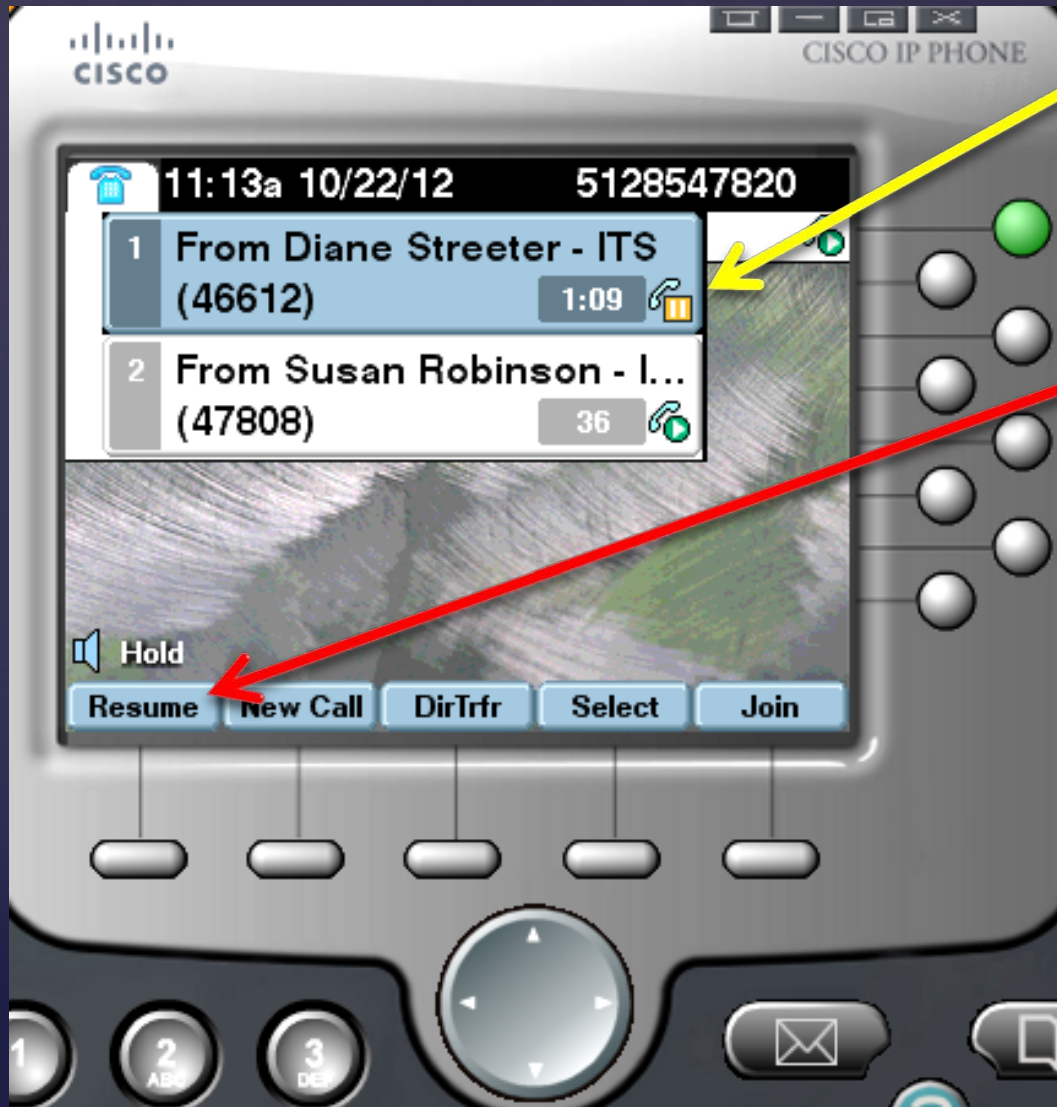 CISCO
CISCO IP PHONE
11:13a 10/22/12 5128547820
1 From Diane Streeter - ITS
(46612) 1:09
2 From Susan Robinson - I...
(47808) 36
Hold
Resume New Call DirTrfr Select Join
1 2 3
ABC DEF